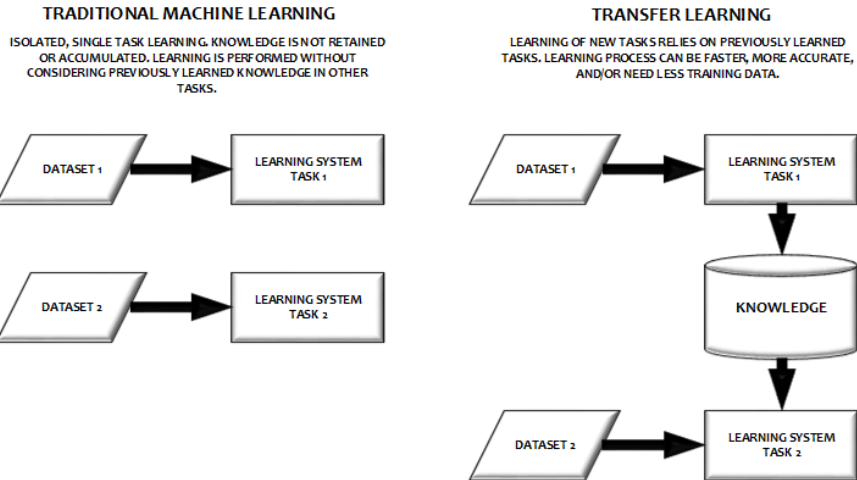 TRADITIONAL MACHINE LEARNING
ISOLATED, SINGLE TASK LEARNING. KNOWLEDGE IS NOT RETAINED
OR ACCUMULATED. LEARNING IS PERFORMED WITHOUT
CONSIDERING PREVIOUSLY LEARNED KNOWLEDGE IN OTHER
TASKS.
DATASET 1
LEARNING SYSTEM
TASK 1
DATASET 2
LEARNING SYSTEM
TASK 2
TRANSFER LEARNING
LEARNING OF NEW TASKS RELIES ON PREVIOUSLY LEARNED
TASKS. LEARNING PROCESS CAN BE FASTER, MORE ACCURATE,
AND/OR NEED LESS TRAINING DATA.
DATASET 1
LEARNING SYSTEM
TASK 1
KNOWLEDGE
DATASET 2
LEARNING SYSTEM
TASK 2